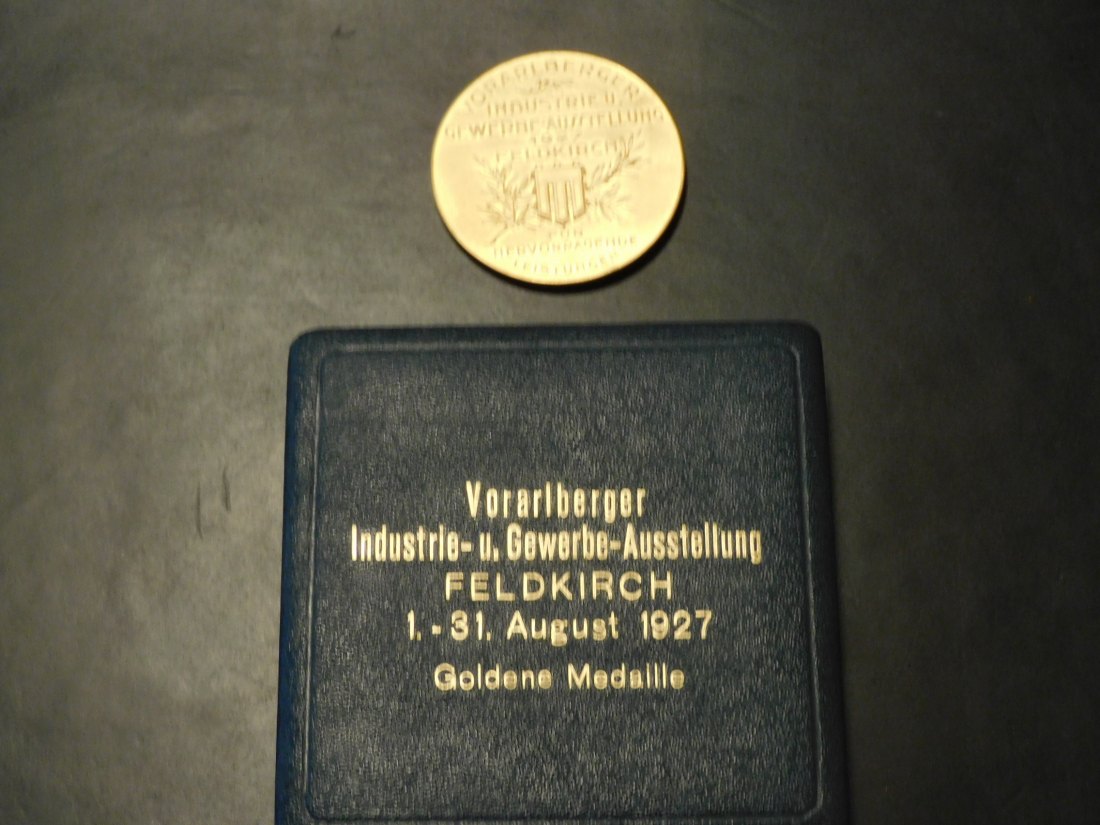 VORARLBERGER
INDUSTRIE U.
GEWERBE AUSSTELLUNG
1927
FELDKIRCH
FÜR
HERVORRAGENDE
LEISTUNGEN
Vorarlberger
Industrie- u. Gewerbe-Ausstellung
FELDKIRCH
1. - 31. August 1927
Goldene Medaille